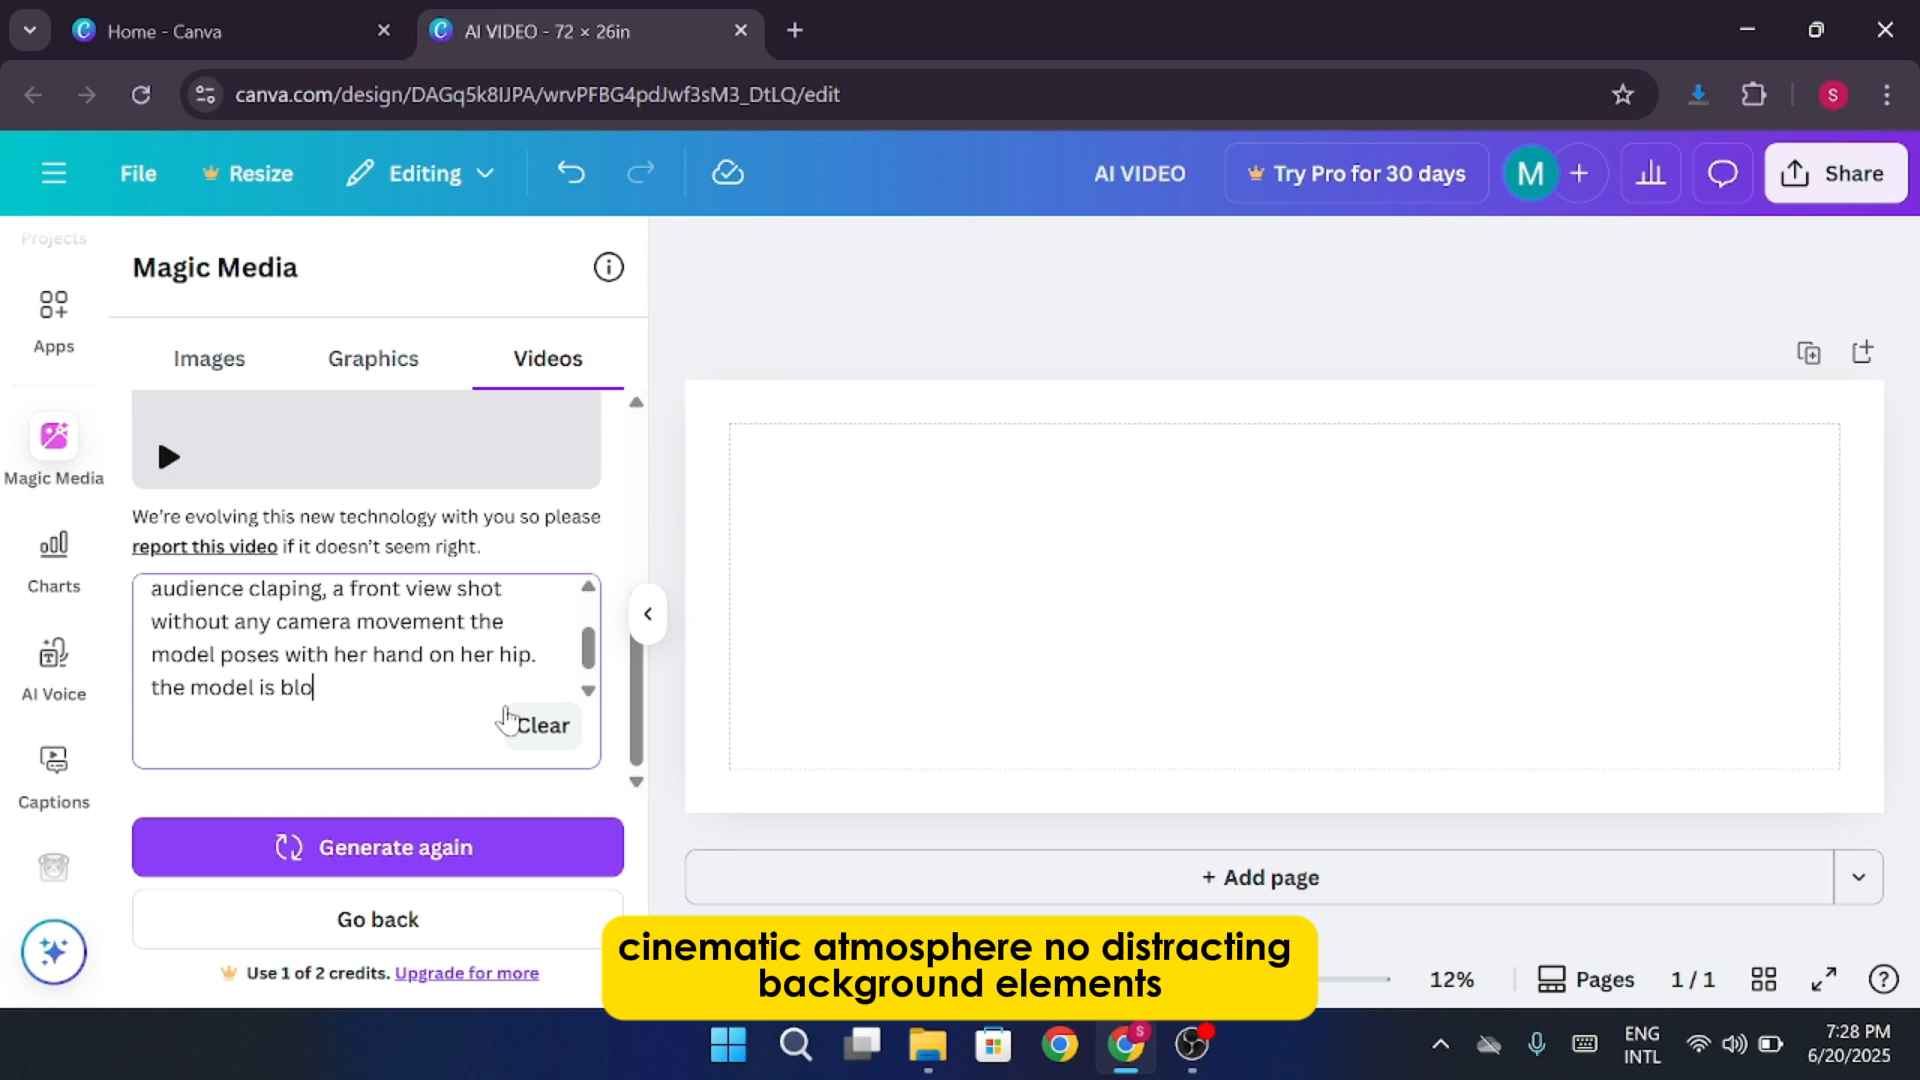 Home - Canva
AI VIDEO - 72 × 26in
canva.com/design/DAGq5k8IJPA/wrvPFBG4pdJwf3sM3_DtLQ/edit
S
File
Resize
Editing
AI VIDEO
Try Pro for 30 days
M
Share
Projects
Apps
Magic Media
Charts
AI Voice
Captions
Magic Media
Images
Graphics
Videos
We're evolving this new technology with you so please
report this video if it doesn't seem right.
audience claping, a front view shot
without any camera movement the
model poses with her hand on her hip.
the model is blo
Clear
Generate again
Go back
Use 1 of 2 credits. Upgrade for more
+ Add page
cinematic atmosphere no distracting
background elements
12%
Pages
1 / 1
S
ENG
INTL
7:28 PM
6/20/2025